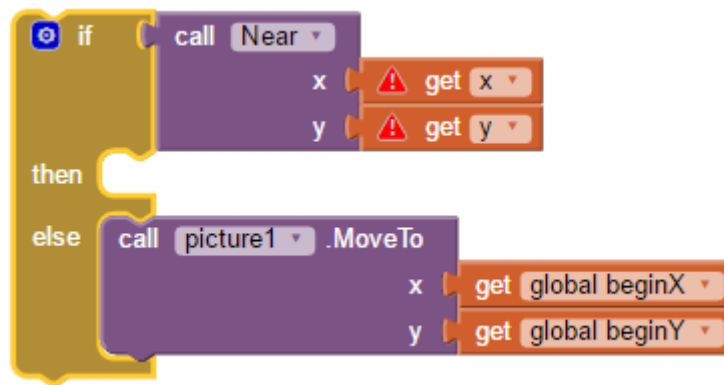 if call Near
x get x
y get y
then
else call picture1 .MoveTo
x get global beginX
y get global beginY